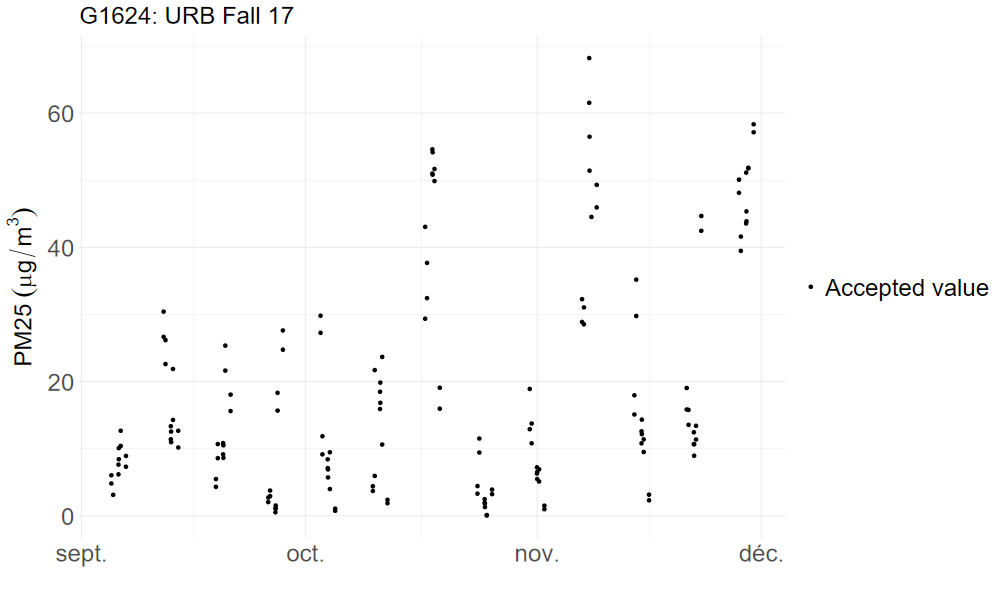 G1624: URB Fall 17
PM25 (μg/m³)
60
40
20
0
sept.
oct.
nov.
déc.
Accepted value